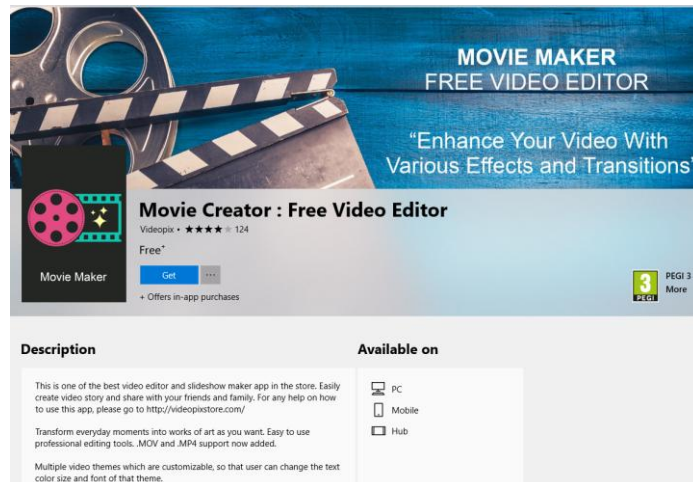 MOVIE MAKER
FREE VIDEO EDITOR
“Enhance Your Video With
Various Effects and Transitions”
Movie Maker
Movie Creator : Free Video Editor
Videopix • ★★★★★ 124
Free+
Get ...
+ Offers in-app purchases
3
PEGI
PEGI 3
More
Description
This is one of the best video editor and slideshow maker app in the store. Easily
create video story and share with your friends and family. For any help on how
to use this app, please go to http://videopixstore.com/
Transform everyday moments into works of art as you want. Easy to use
professional editing tools. .MOV and .MP4 support now added.
Multiple video themes which are customizable, so that user can change the text
color size and font of that theme.
Available on
PC
Mobile
Hub